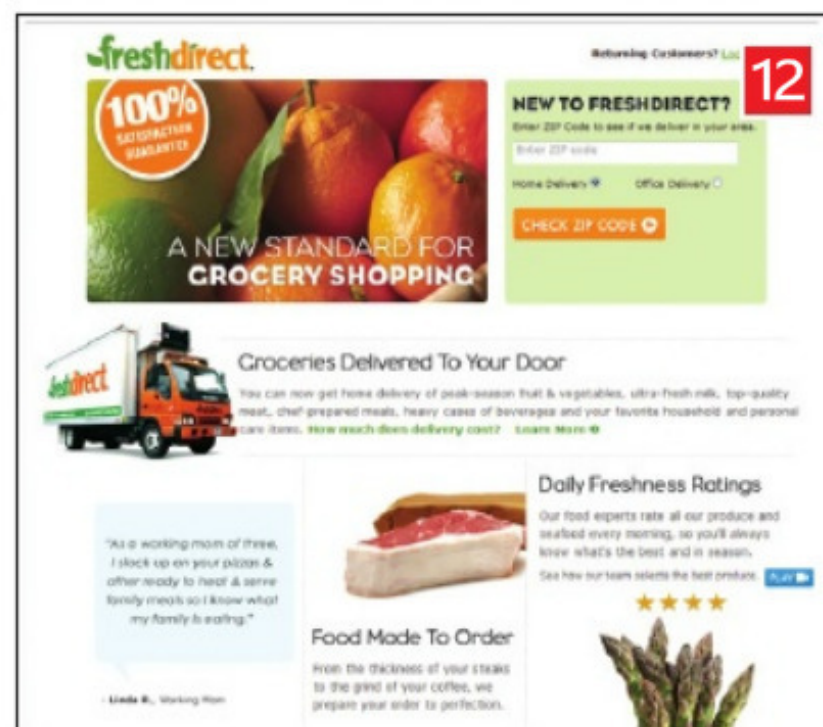 freshdirect.
Returning Customers? Log
12
100%
SATISFACTION
GUARANTEE
A NEW STANDARD FOR
GROCERY SHOPPING
NEW TO FRESHDIRECT?
Enter ZIP Code to see if we deliver in your area.
Enter ZIP code
Home Delivery Office Delivery
CHECK ZIP CODE
freshdirect.
Groceries Delivered To Your Door
You can now get home delivery of peak-season fruit & vegetables, ultra-fresh milk, top-quality
meat, chef-prepared meals, heavy cases of beverages and your favorite household and personal
care items. How much does delivery cost? Learn More
"As a working mom of three,
I stock up on your pizzas &
other ready to heat & serve
family meals so I know what
my family is eating."
- Linda R., Working Mom
Food Made To Order
From the thickness of your steaks
to the grind of your coffee, we
prepare your order to perfection.
Daily Freshness Ratings
Our food experts rate all our produce and
seafood every morning, so you'll always
know what's the best and in season.
See how our team selects the best produce. PLAY